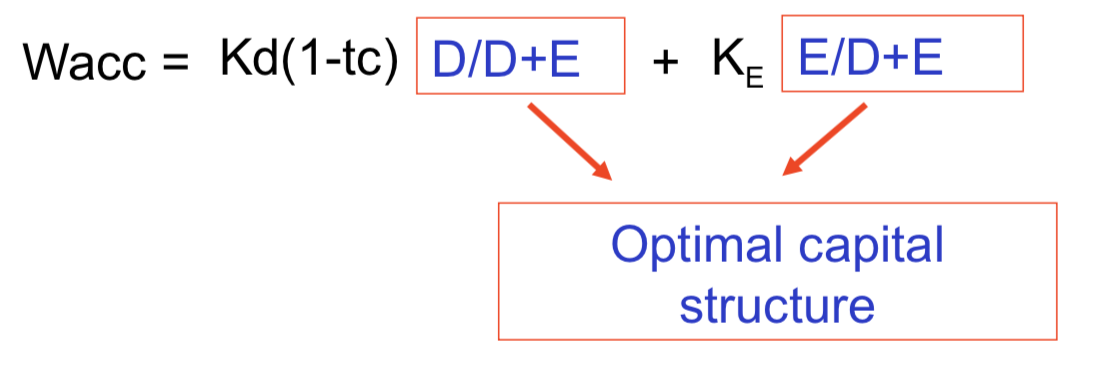 Wacc = Kd(1-tc) D/D+E + KE E/D+E
Optimal capital
structure